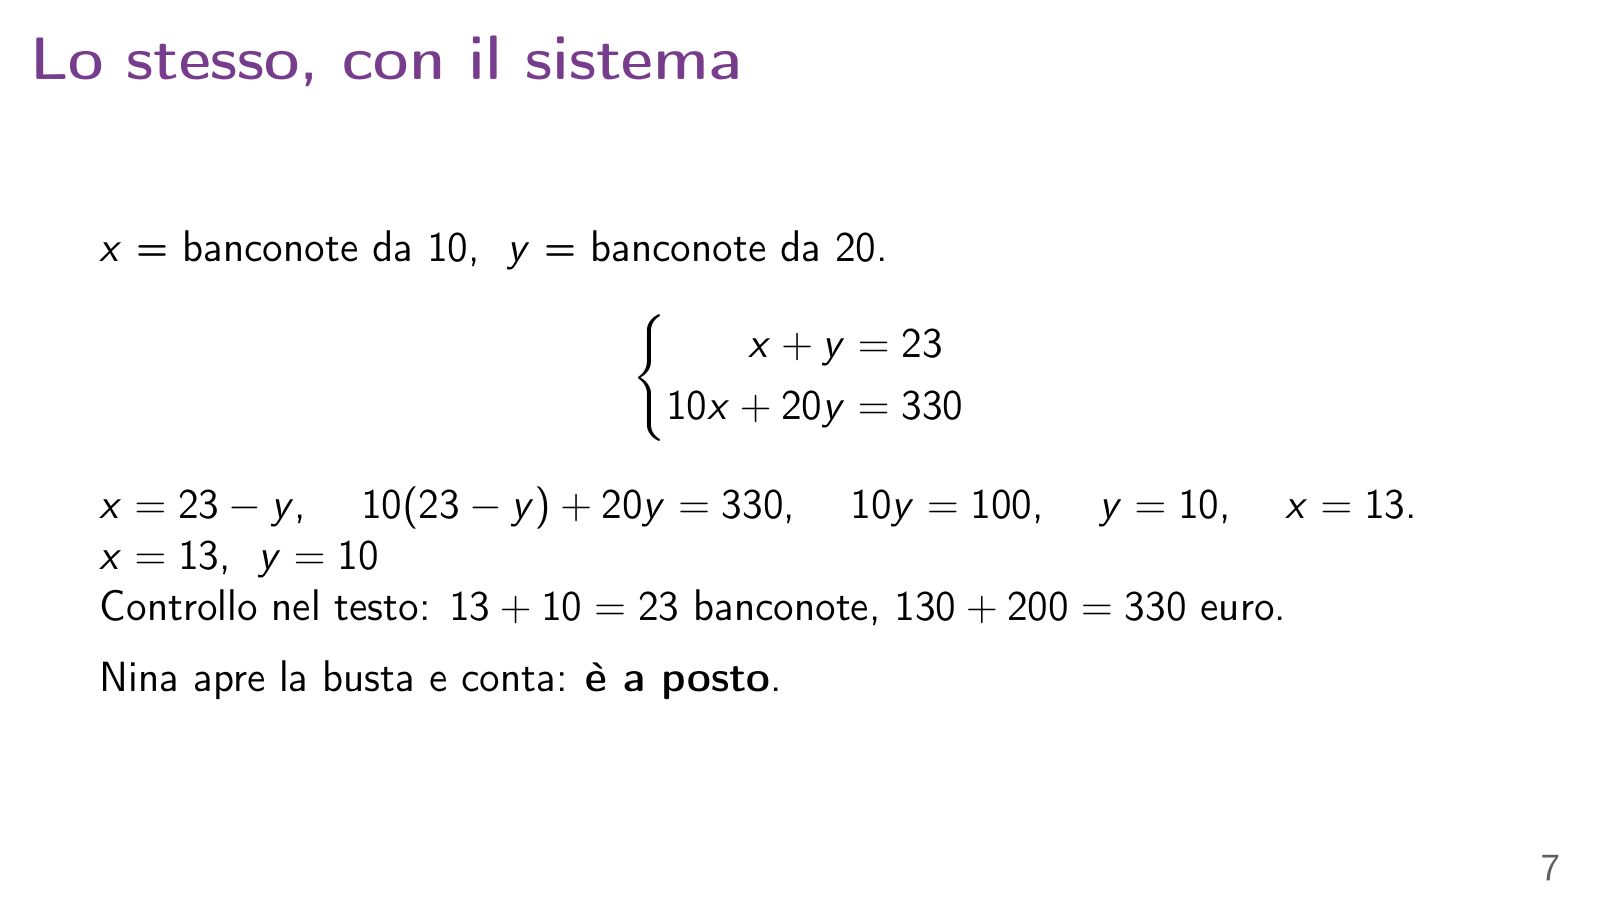 Lo stesso, con il sistema
x = banconote da 10, y = banconote da 20.
x + y = 23
10x + 20y = 330
x = 23 − y, 10(23 − y) + 20y = 330, 10y = 100, y = 10, x = 13.
x = 13, y = 10
Controllo nel testo: 13 + 10 = 23 banconote, 130 + 200 = 330 euro.
Nina apre la busta e conta: è a posto.
7